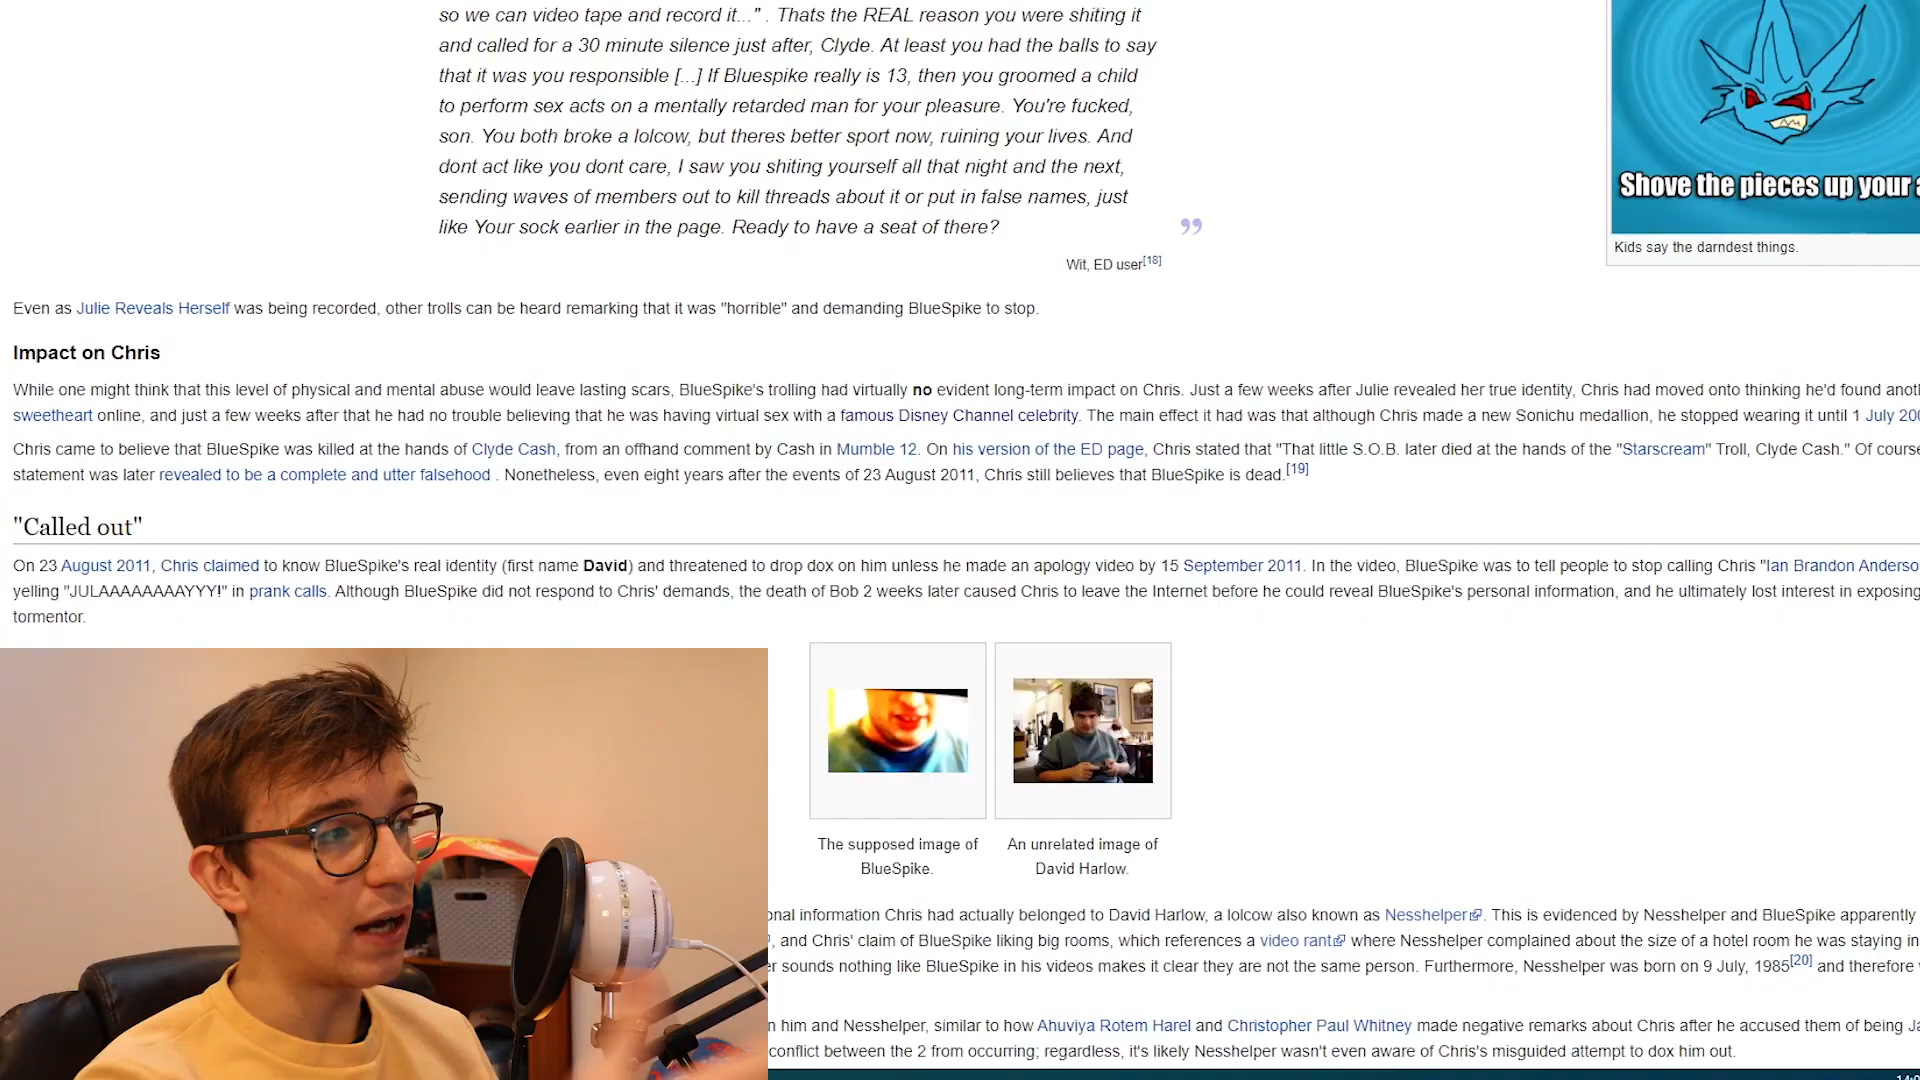 so we can video tape and record it..." . Thats the REAL reason you were shiting it
and called for a 30 minute silence just after, Clyde. At least you had the balls to say
that it was you responsible [...] If Bluespike really is 13, then you groomed a child
to perform sex acts on a mentally retarded man for your pleasure. You're fucked,
son. You both broke a lolcow, but theres better sport now, ruining your lives. And
dont act like you dont care, I saw you shiting yourself all that night and the next,
sending waves of members out to kill threads about it or put in false names, just
like Your sock earlier in the page. Ready to have a seat of there?
”
Wit, ED user[18]
Shove the pieces up your
Kids say the darndest things.
Even as Julie Reveals Herself was being recorded, other trolls can be heard remarking that it was "horrible" and demanding BlueSpike to stop.
Impact on Chris
While one might think that this level of physical and mental abuse would leave lasting scars, BlueSpike's trolling had virtually no evident long-term impact on Chris. Just a few weeks after Julie revealed her true identity, Chris had moved onto thinking he'd found
sweetheart online, and just a few weeks after that he had no trouble believing that he was having virtual sex with a famous Disney Channel celebrity. The main effect it had was that although Chris made a new Sonichu medallion, he stopped wearing it until 1 July
Chris came to believe that BlueSpike was killed at the hands of Clyde Cash, from an offhand comment by Cash in Mumble 12. On his version of the ED page, Chris stated that "That little S.O.B. later died at the hands of the "Starscream" Troll, Clyde Cash." Of course
statement was later revealed to be a complete and utter falsehood . Nonetheless, even eight years after the events of 23 August 2011, Chris still believes that BlueSpike is dead.[19]
"Called out"
On 23 August 2011, Chris claimed to know BlueSpike's real identity (first name David) and threatened to drop dox on him unless he made an apology video by 15 September 2011. In the video, BlueSpike was to tell people to stop calling Chris "Ian Brandon
yelling "JULAAAAAAAAYYY!" in prank calls. Although BlueSpike did not respond to Chris' demands, the death of Bob 2 weeks later caused Chris to leave the Internet before he could reveal BlueSpike's personal information, and he ultimately lost interest in exposing
tormentor.
The supposed image of
BlueSpike.
An unrelated image of
David Harlow.
information Chris had actually belonged to David Harlow, a lolcow also known as Nesshelper. This is evidenced by Nesshelper and BlueSpike apparently
, and Chris' claim of BlueSpike liking big rooms, which references a video rant where Nesshelper complained about the size of a hotel room he was staying in
sounds nothing like BlueSpike in his videos makes it clear they are not the same person. Furthermore, Nesshelper was born on 9 July, 1985[20] and therefore
him and Nesshelper, similar to how Ahuviya Rotem Harel and Christopher Paul Whitney made negative remarks about Chris after he accused them of being
conflict between the 2 from occurring; regardless, it's likely Nesshelper wasn't even aware of Chris's misguided attempt to dox him out.